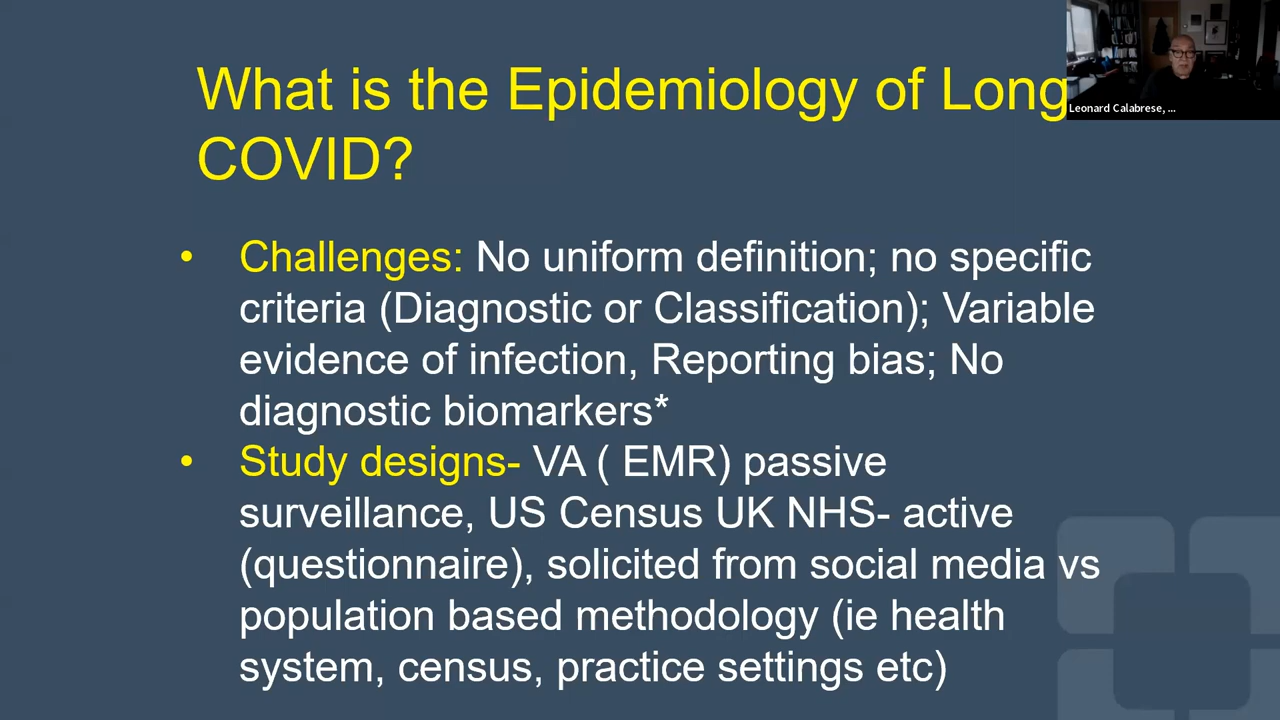 What is the Epidemiology of Long
COVID?
Leonard Calabrese, ...
• Challenges: No uniform definition; no specific
criteria (Diagnostic or Classification); Variable
evidence of infection, Reporting bias; No
diagnostic biomarkers*
• Study designs- VA ( EMR) passive
surveillance, US Census UK NHS- active
(questionnaire), solicited from social media vs
population based methodology (ie health
system, census, practice settings etc)